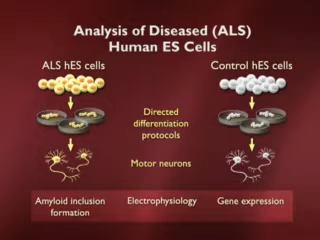 Analysis of Diseased (ALS)
Human ES Cells
ALS hES cells
Control hES cells
Directed
differentiation
protocols
Motor neurons
Amyloid inclusion
formation
Electrophysiology
Gene expression